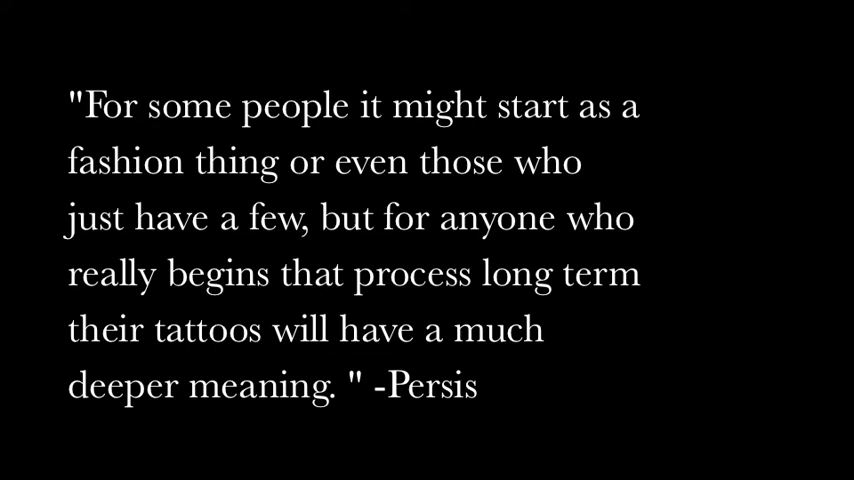 "For some people it might start as a
fashion thing or even those who
just have a few, but for anyone who
really begins that process long term
their tattoos will have a much
deeper meaning. " -Persis